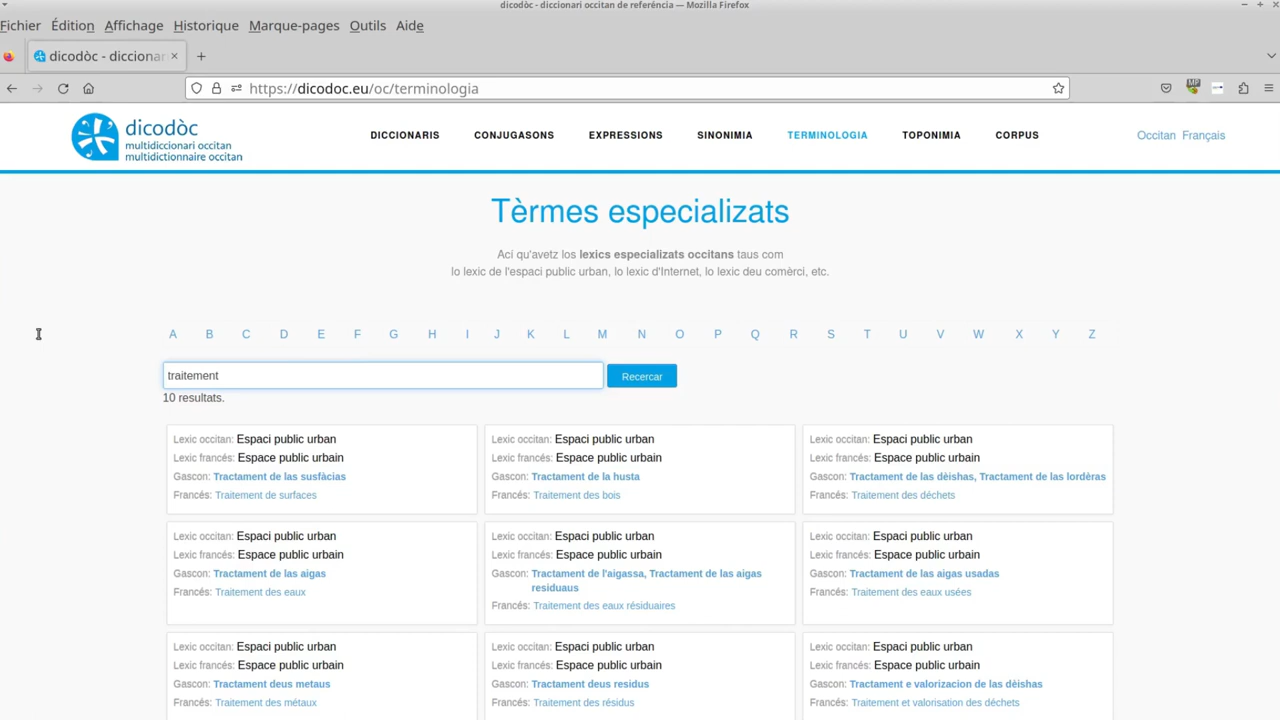 dicodòc - diccionari occitan de referéncia — Mozilla Firefox
Fichier Édition Affichage Historique Marque-pages Outils Aide
dicodòc - dicciona
https://dicodoc.eu/oc/terminologia
dicodòc
multidiccionari occitan
multidictionnaire occitan
DICCIONARIS CONJUGASONS EXPRESSIONS SINONIMIA TERMINOLOGIA TOPONIMIA CORPUS Occitan Français
Tèrmes especializats
Ací qu'avetz los lexics especializats occitans taus com
lo lexic de l'espaci public urban, lo lexic d'Internet, lo lexic deu comèrci, etc.
A B C D E F G H I J K L M N O P Q R S T U V W X Y Z
traitement Recercar
10 resultats.
Lexic occitan: Espaci public urban
Lexic francés: Espace public urbain
Gascon: Tractament de las susfàcias
Francés: Traitement de surfaces
Lexic occitan: Espaci public urban
Lexic francés: Espace public urbain
Gascon: Tractament de la husta
Francés: Traitement des bois
Lexic occitan: Espaci public urban
Lexic francés: Espace public urbain
Gascon: Tractament de las dèishas, Tractament de las lordèras
Francés: Traitement des déchets
Lexic occitan: Espaci public urban
Lexic francés: Espace public urbain
Gascon: Tractament de las aigas
Francés: Traitement des eaux
Lexic occitan: Espaci public urban
Lexic francés: Espace public urbain
Gascon: Tractament de l'aigassa, Tractament de las aigas
residuaus
Francés: Traitement des eaux résiduaires
Lexic occitan: Espaci public urban
Lexic francés: Espace public urbain
Gascon: Tractament de las aigas usadas
Francés: Traitement des eaux usées
Lexic occitan: Espaci public urban
Lexic francés: Espace public urbain
Gascon: Tractament deus metaus
Francés: Traitement des métaux
Lexic occitan: Espaci public urban
Lexic francés: Espace public urbain
Gascon: Tractament deus residus
Francés: Traitement des résidus
Lexic occitan: Espaci public urban
Lexic francés: Espace public urbain
Gascon: Tractament e valorizacion de las dèishas
Francés: Traitement et valorisation des déchets